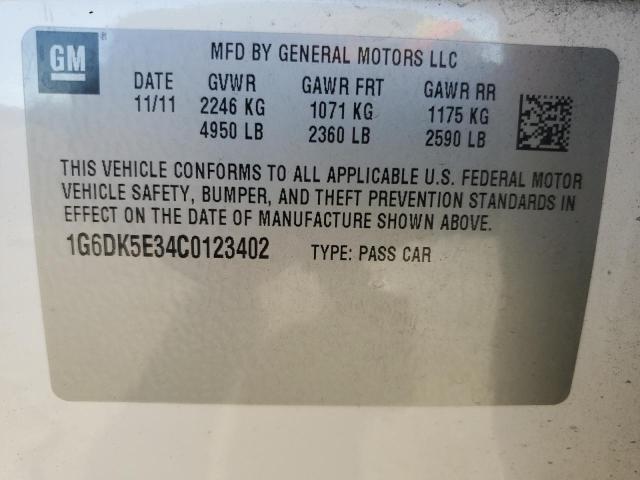 GM ®
MFD BY GENERAL MOTORS LLC
DATE GVWR GAWR FRT GAWR RR
11/11 2246 KG 1071 KG 1175 KG
4950 LB 2360 LB 2590 LB
THIS VEHICLE CONFORMS TO ALL APPLICABLE U.S. FEDERAL MOTOR
VEHICLE SAFETY, BUMPER, AND THEFT PREVENTION STANDARDS IN
EFFECT ON THE DATE OF MANUFACTURE SHOWN ABOVE.
1G6DK5E34C0123402 TYPE: PASS CAR